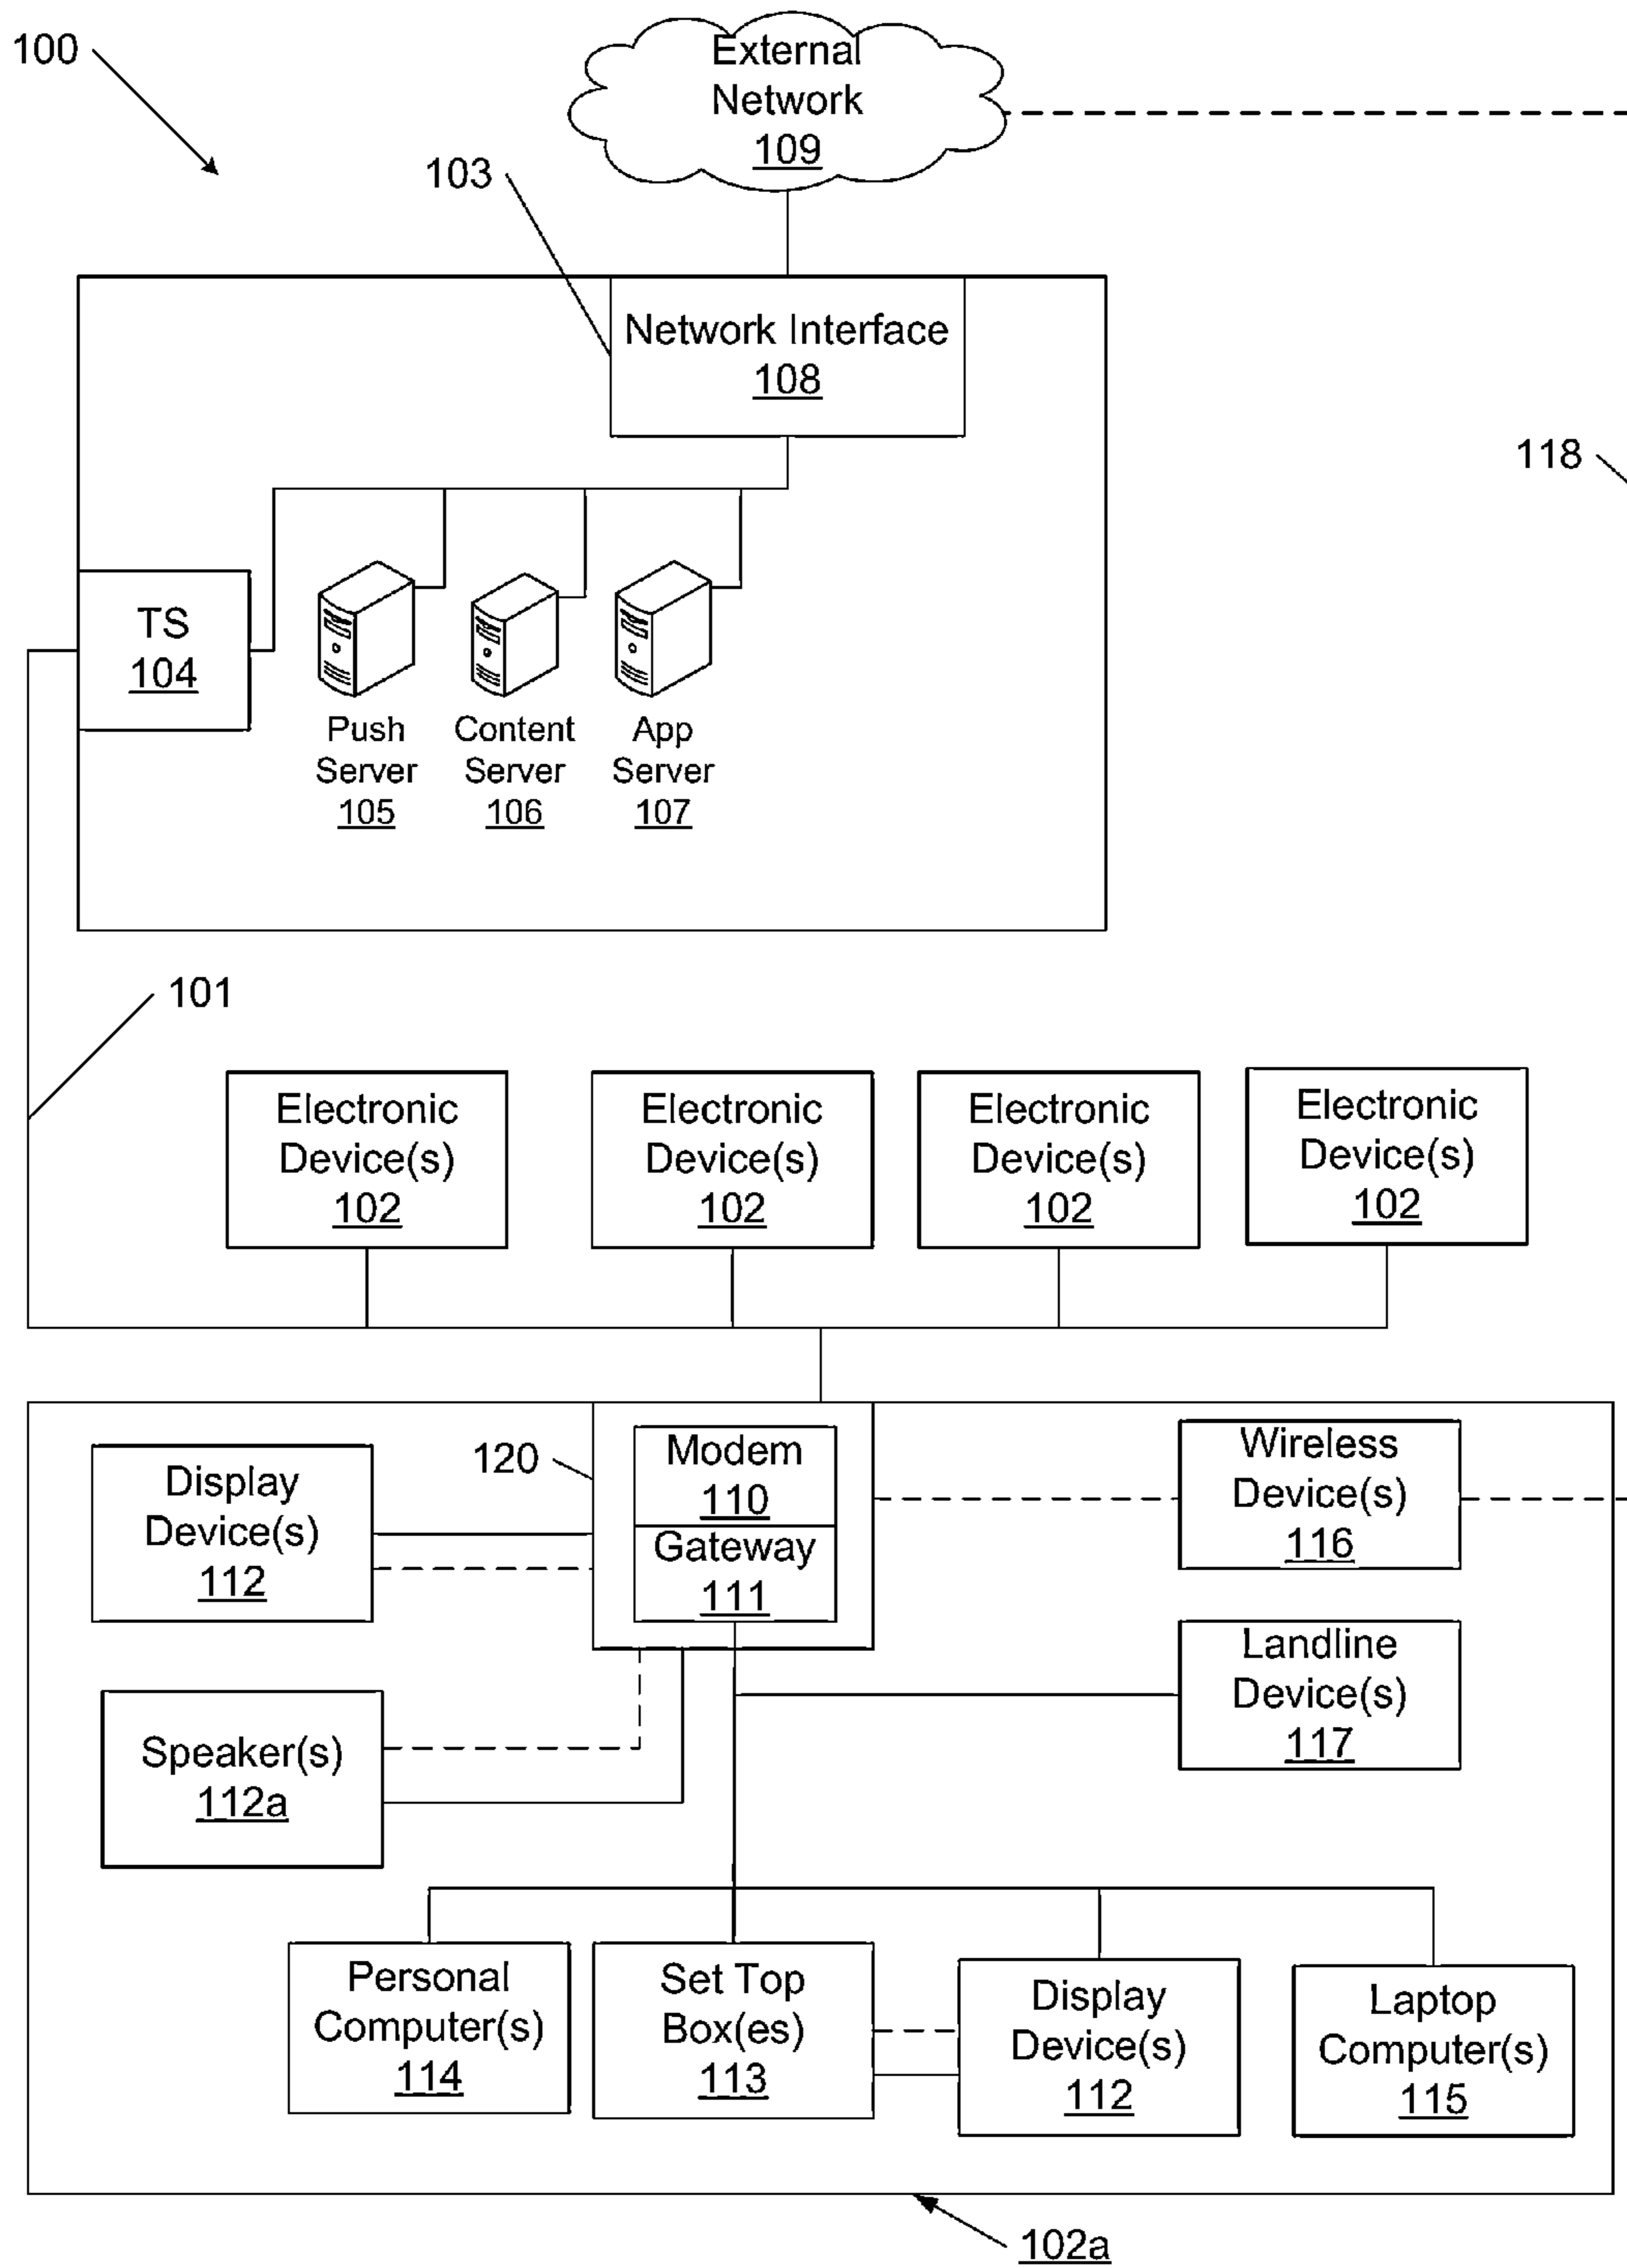 100
External
Network
109
103
Network Interface
108
118
TS
104
Push
Server
105
Content
Server
106
App
Server
107
101
Electronic
Device(s)
102
Electronic
Device(s)
102
Electronic
Device(s)
102
Electronic
Device(s)
102
120
Modem
110
Gateway
111
Display
Device(s)
112
Wireless
Device(s)
116
Landline
Device(s)
117
Speaker(s)
112a
Personal
Computer(s)
114
Set Top
Box(es)
113
Display
Device(s)
112
Laptop
Computer(s)
115
102a